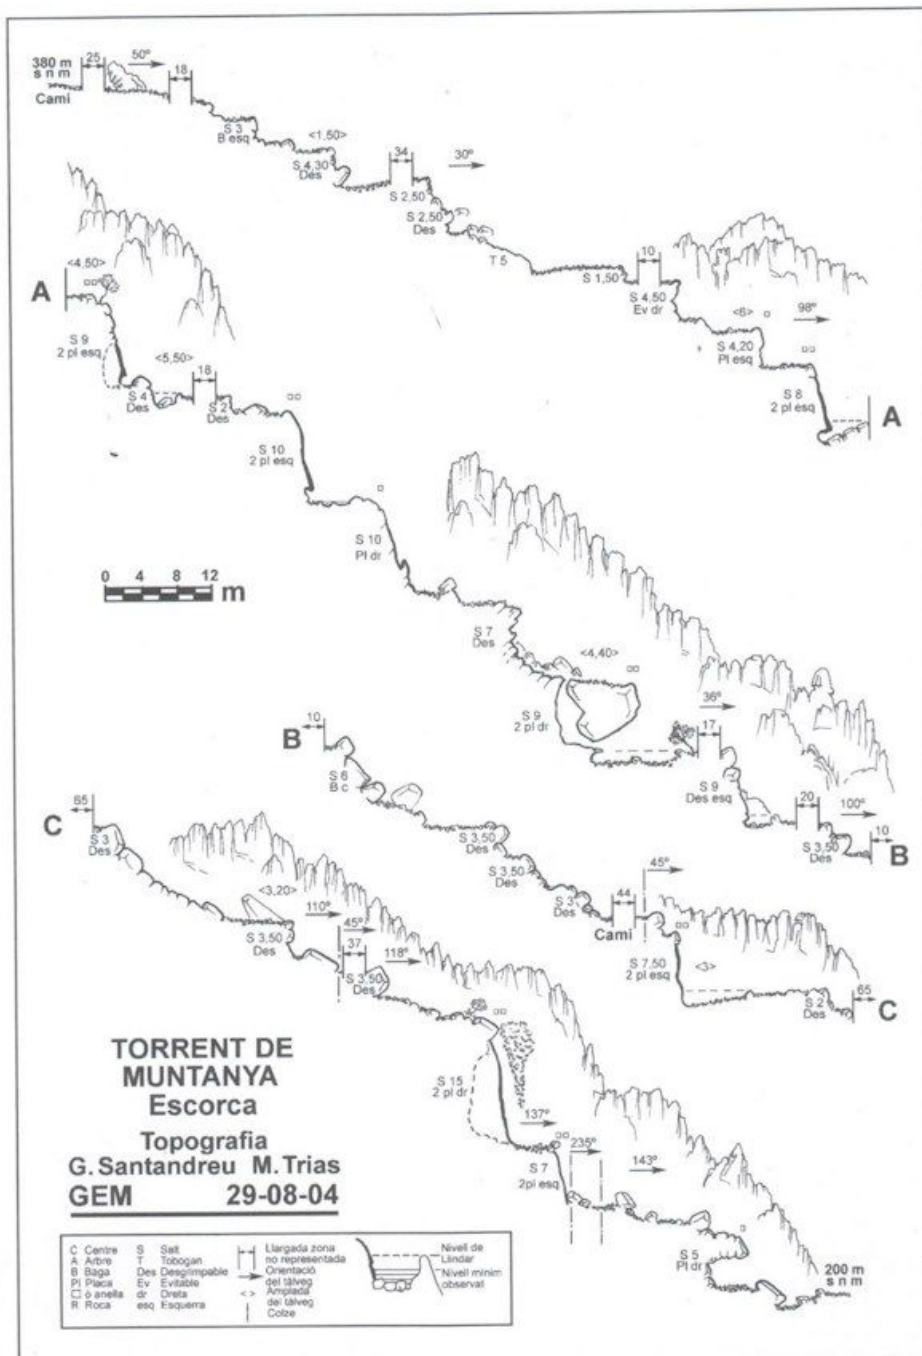 380 m
s n m
Camí
25
50º
18
S 3
B esq
<1,50>
S 4,30
Des
34
30º
S 2,50
S 2,50
Des
T 5
S 1,50
10
S 4,50
Ev dr
<6>
S 4,20
Pl esq
98º
S 8
2 pl esq
A
A
<4,50>
S 9
2 pl esq
<5,50>
S 4
Des
18
S 2
Des
S 10
2 pl esq
S 10
Pl dr
0 4 8 12
m
S 7
Des
<4,40>
S 9
2 pl dr
36º
17
S 9
Des esq
20
S 3,50
Des
100º
10
B
B
10
S 6
B c
S 3,50
Des
S 3,50
Des
S 3
Des
44
Camí
45º
S 7,50
2 pl esq
S 2
Des
65
C
C
65
S 3
Des
<3,20>
S 3,50
Des
110º
45º
37
S 3,50
Des
118º
S 15
2 pl dr
137º
S 7
2pl esq
235º
143º
S 5
Pl dr
200 m
s n m
TORRENT DE
MUNTANYA
Escorca
Topografia
G. Santandreu M. Trias
GEM 29-08-04
C Centre
A Arbre
B Baga
Pl Placa
ò anella
R Roca
S Salt
T Tobogan
Des Desgrimpable
Ev Evitable
dr Dreta
esq Esquerra
Llargada zona
no representada
Orientació
del tàlveg
<> Amplada
del tàlveg
Colze
Nivell de
Llindar
Nivell mínim
observat